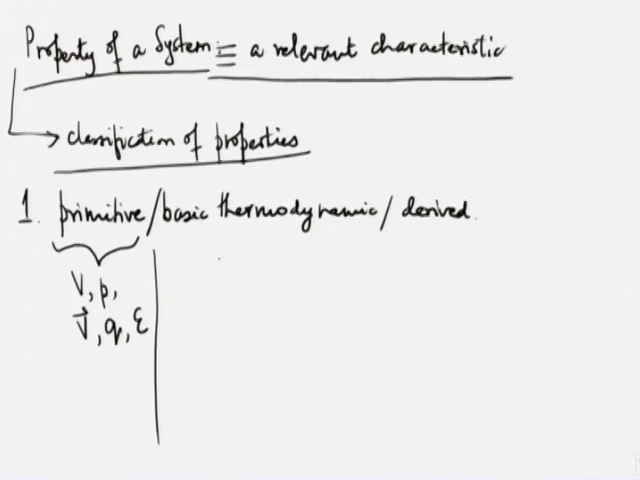 Property of a System ≡ a relevant characteristic
classification of properties
1. primitive/basic thermodynamic/derived.
V, p,
V⃗, q, ε